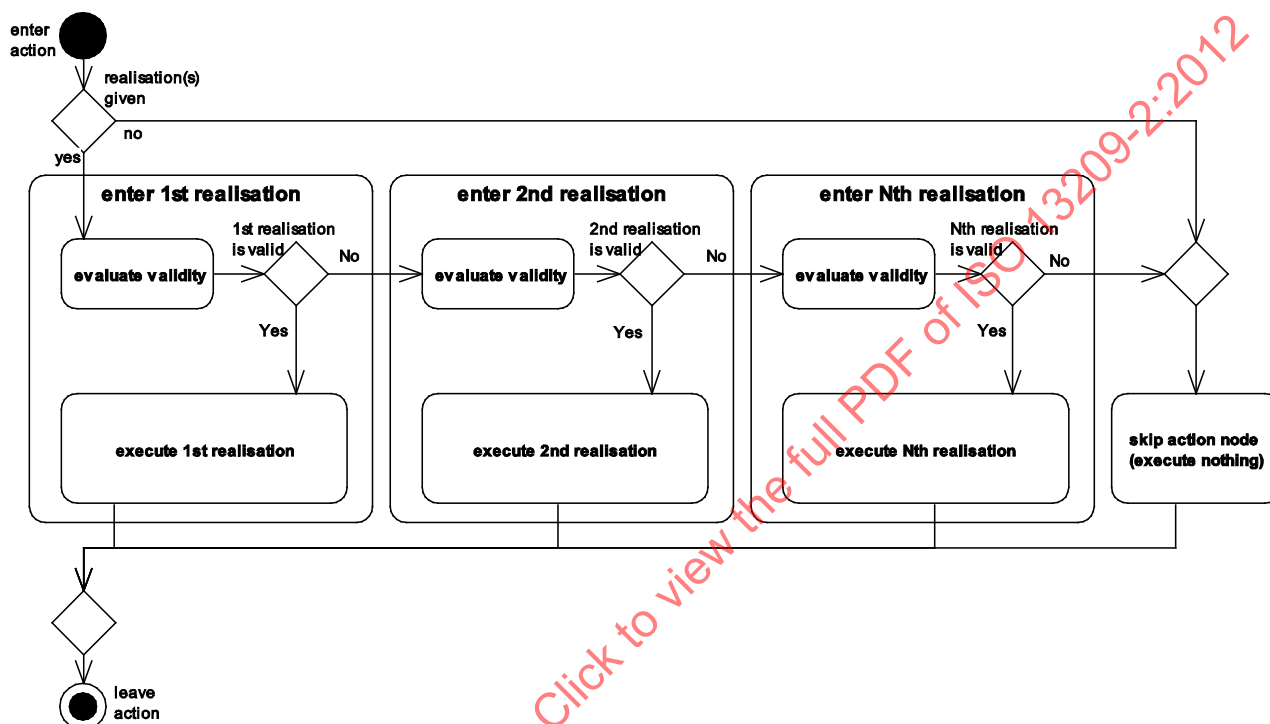 enter
action
realisation(s)
given
no
yes
enter 1st realisation
enter 2nd realisation
enter Nth realisation
1st realisation
is valid
2nd realisation
is valid
Nth realisation
is valid
evaluate validity
No
evaluate validity
No
evaluate validity
No
Yes
Yes
Yes
execute 1st realisation
execute 2nd realisation
execute Nth realisation
skip action node
(execute nothing)
leave
action
Click to view the full PDF of ISO 13209-2:2012